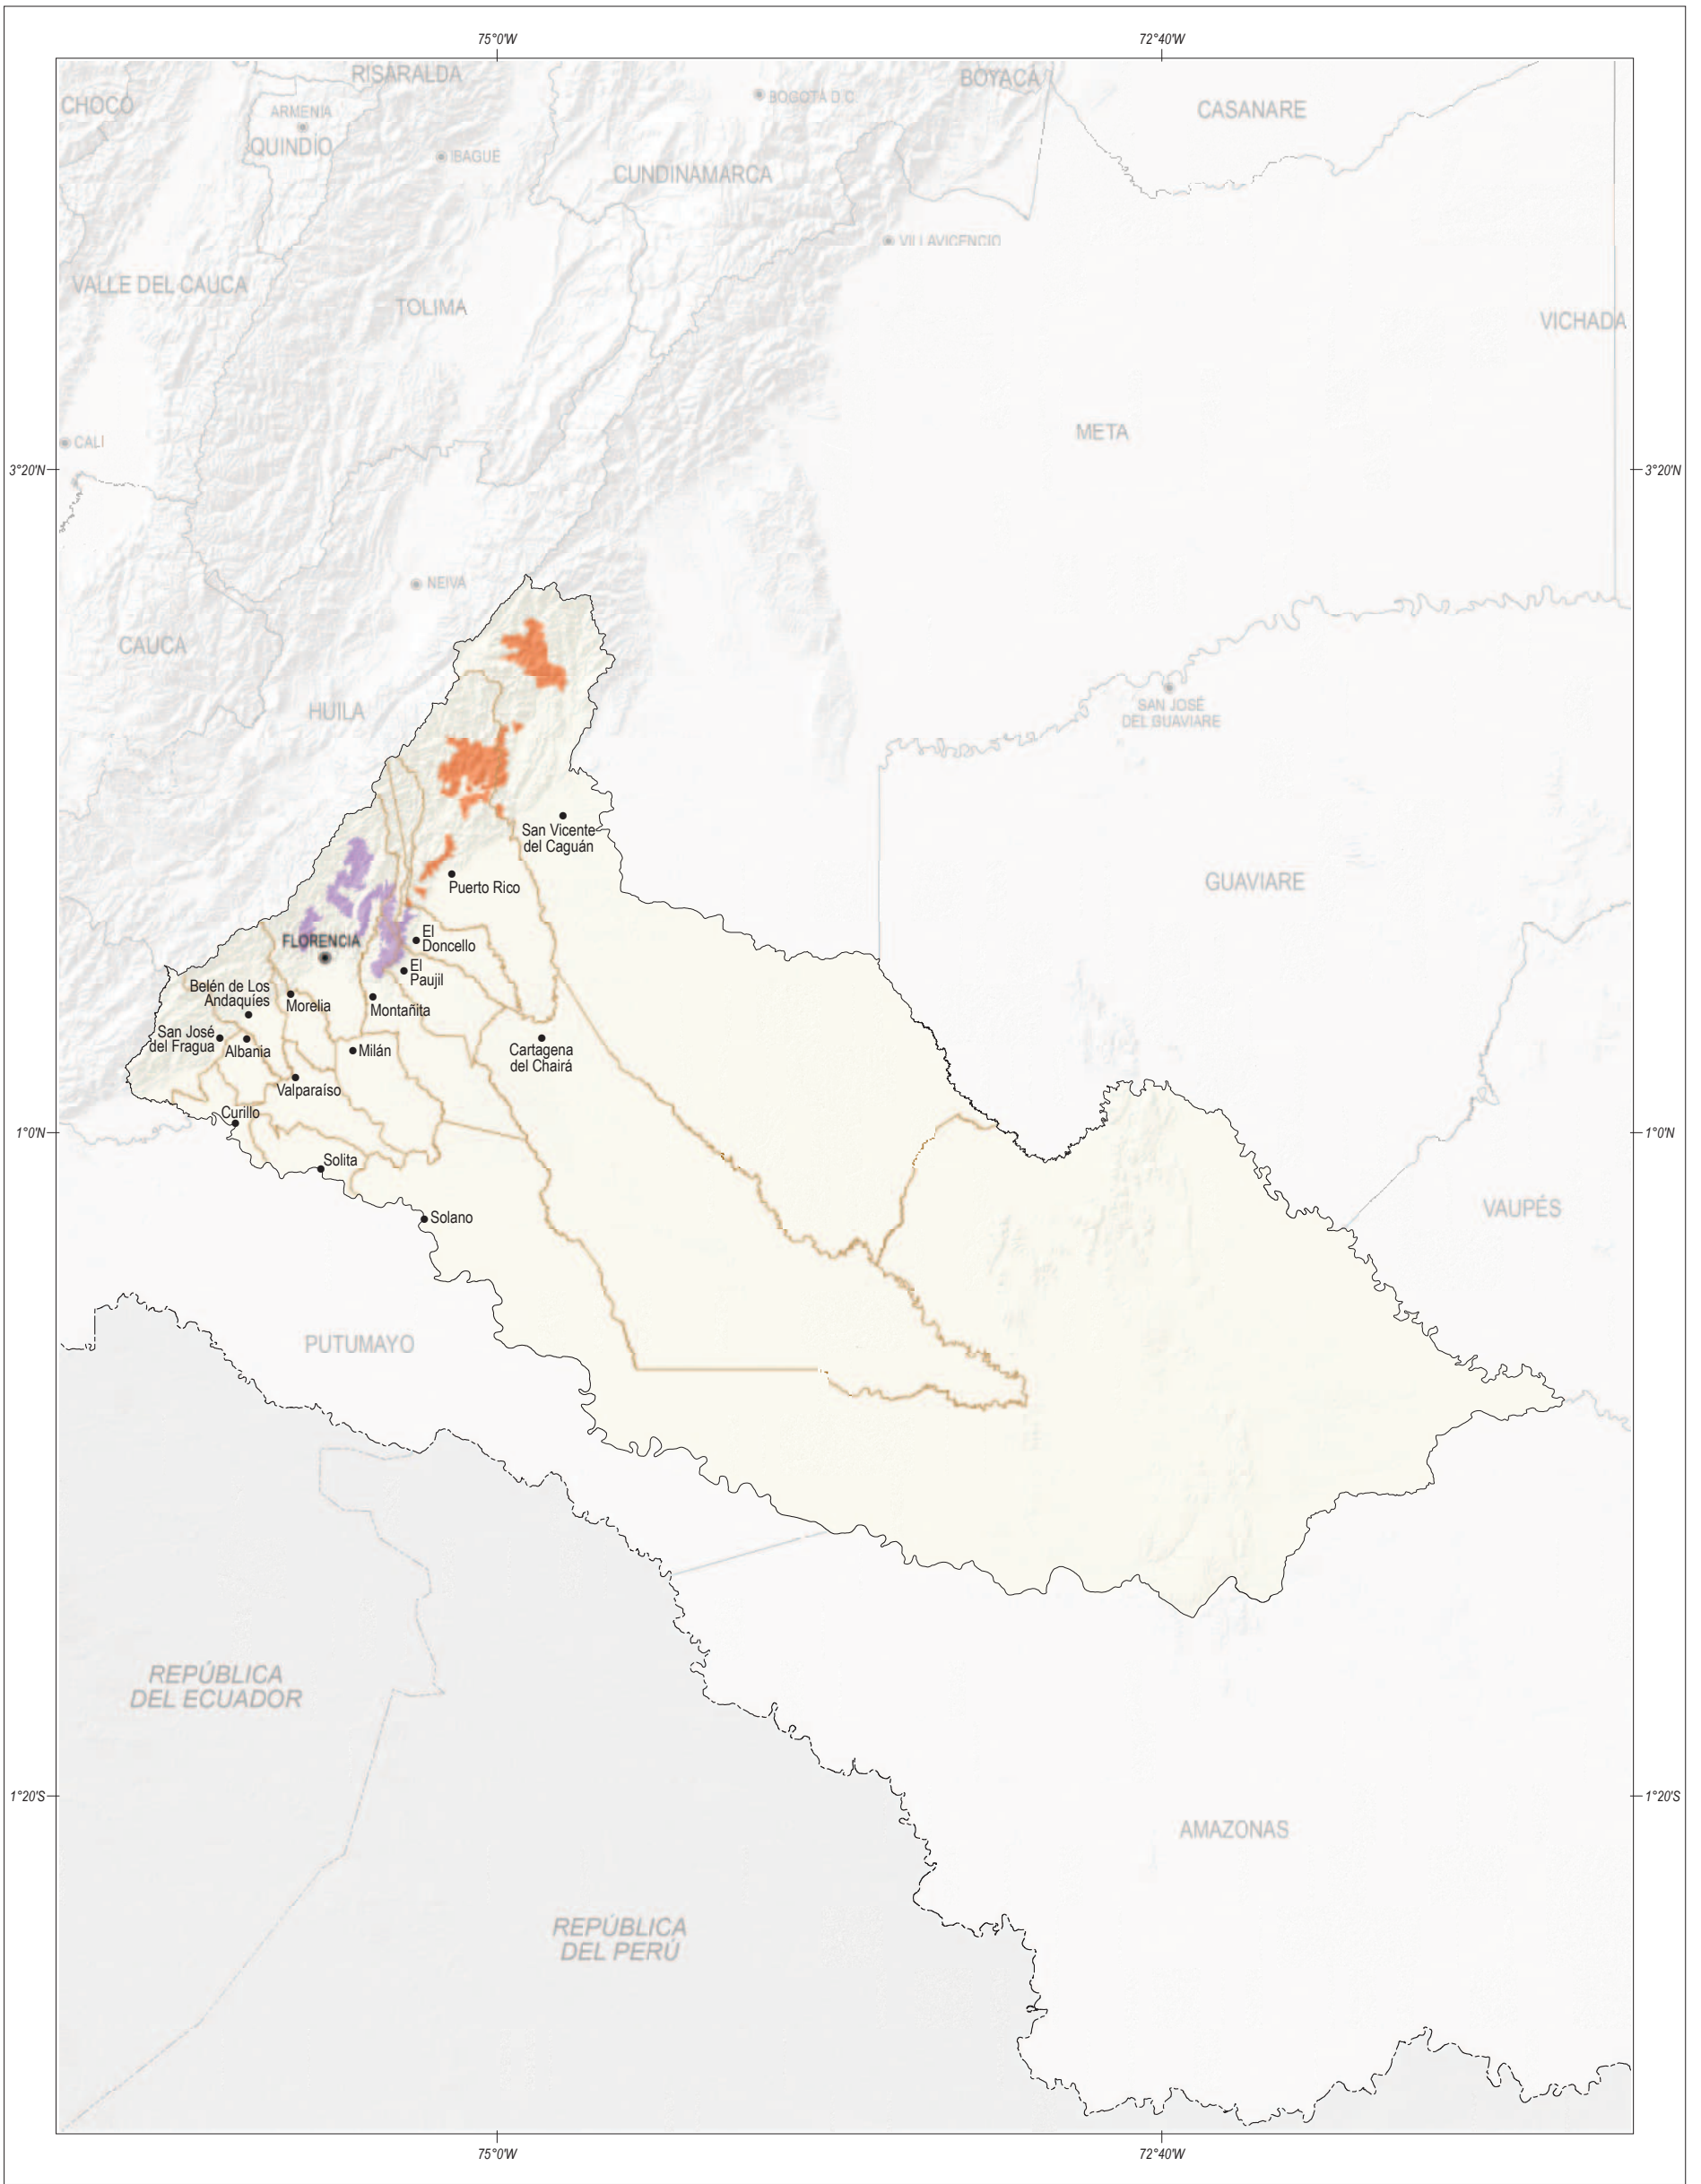 75°0'W
72°40'W
RISARALDA
BOYACÁ
CHOCÓ
BOGOTÁ D.C.
CASANARE
ARMENIA
QUINDÍO
IBAGUÉ
CUNDINAMARCA
VILLAVICENCIO
VALLE DEL CAUCA
TOLIMA
VICHADA
META
CALI
3°20'N
3°20'N
NEIVA
CAUCA
HUILA
SAN JOSÉ
DEL GUAVIARE
San Vicente
del Caguán
Puerto Rico
GUAVIARE
FLORENCIA
El
Doncello
El
Paujil
Belén de Los
Andaquíes
Morelia
Montañita
San José
del Fragua
Albania
Milán
Cartagena
del Chairá
Valparaíso
Curillo
1°0'N
1°0'N
Solita
VAUPÉS
Solano
PUTUMAYO
REPÚBLICA
DEL ECUADOR
1°20'S
1°20'S
AMAZONAS
REPÚBLICA
DEL PERÚ
75°0'W
72°40'W